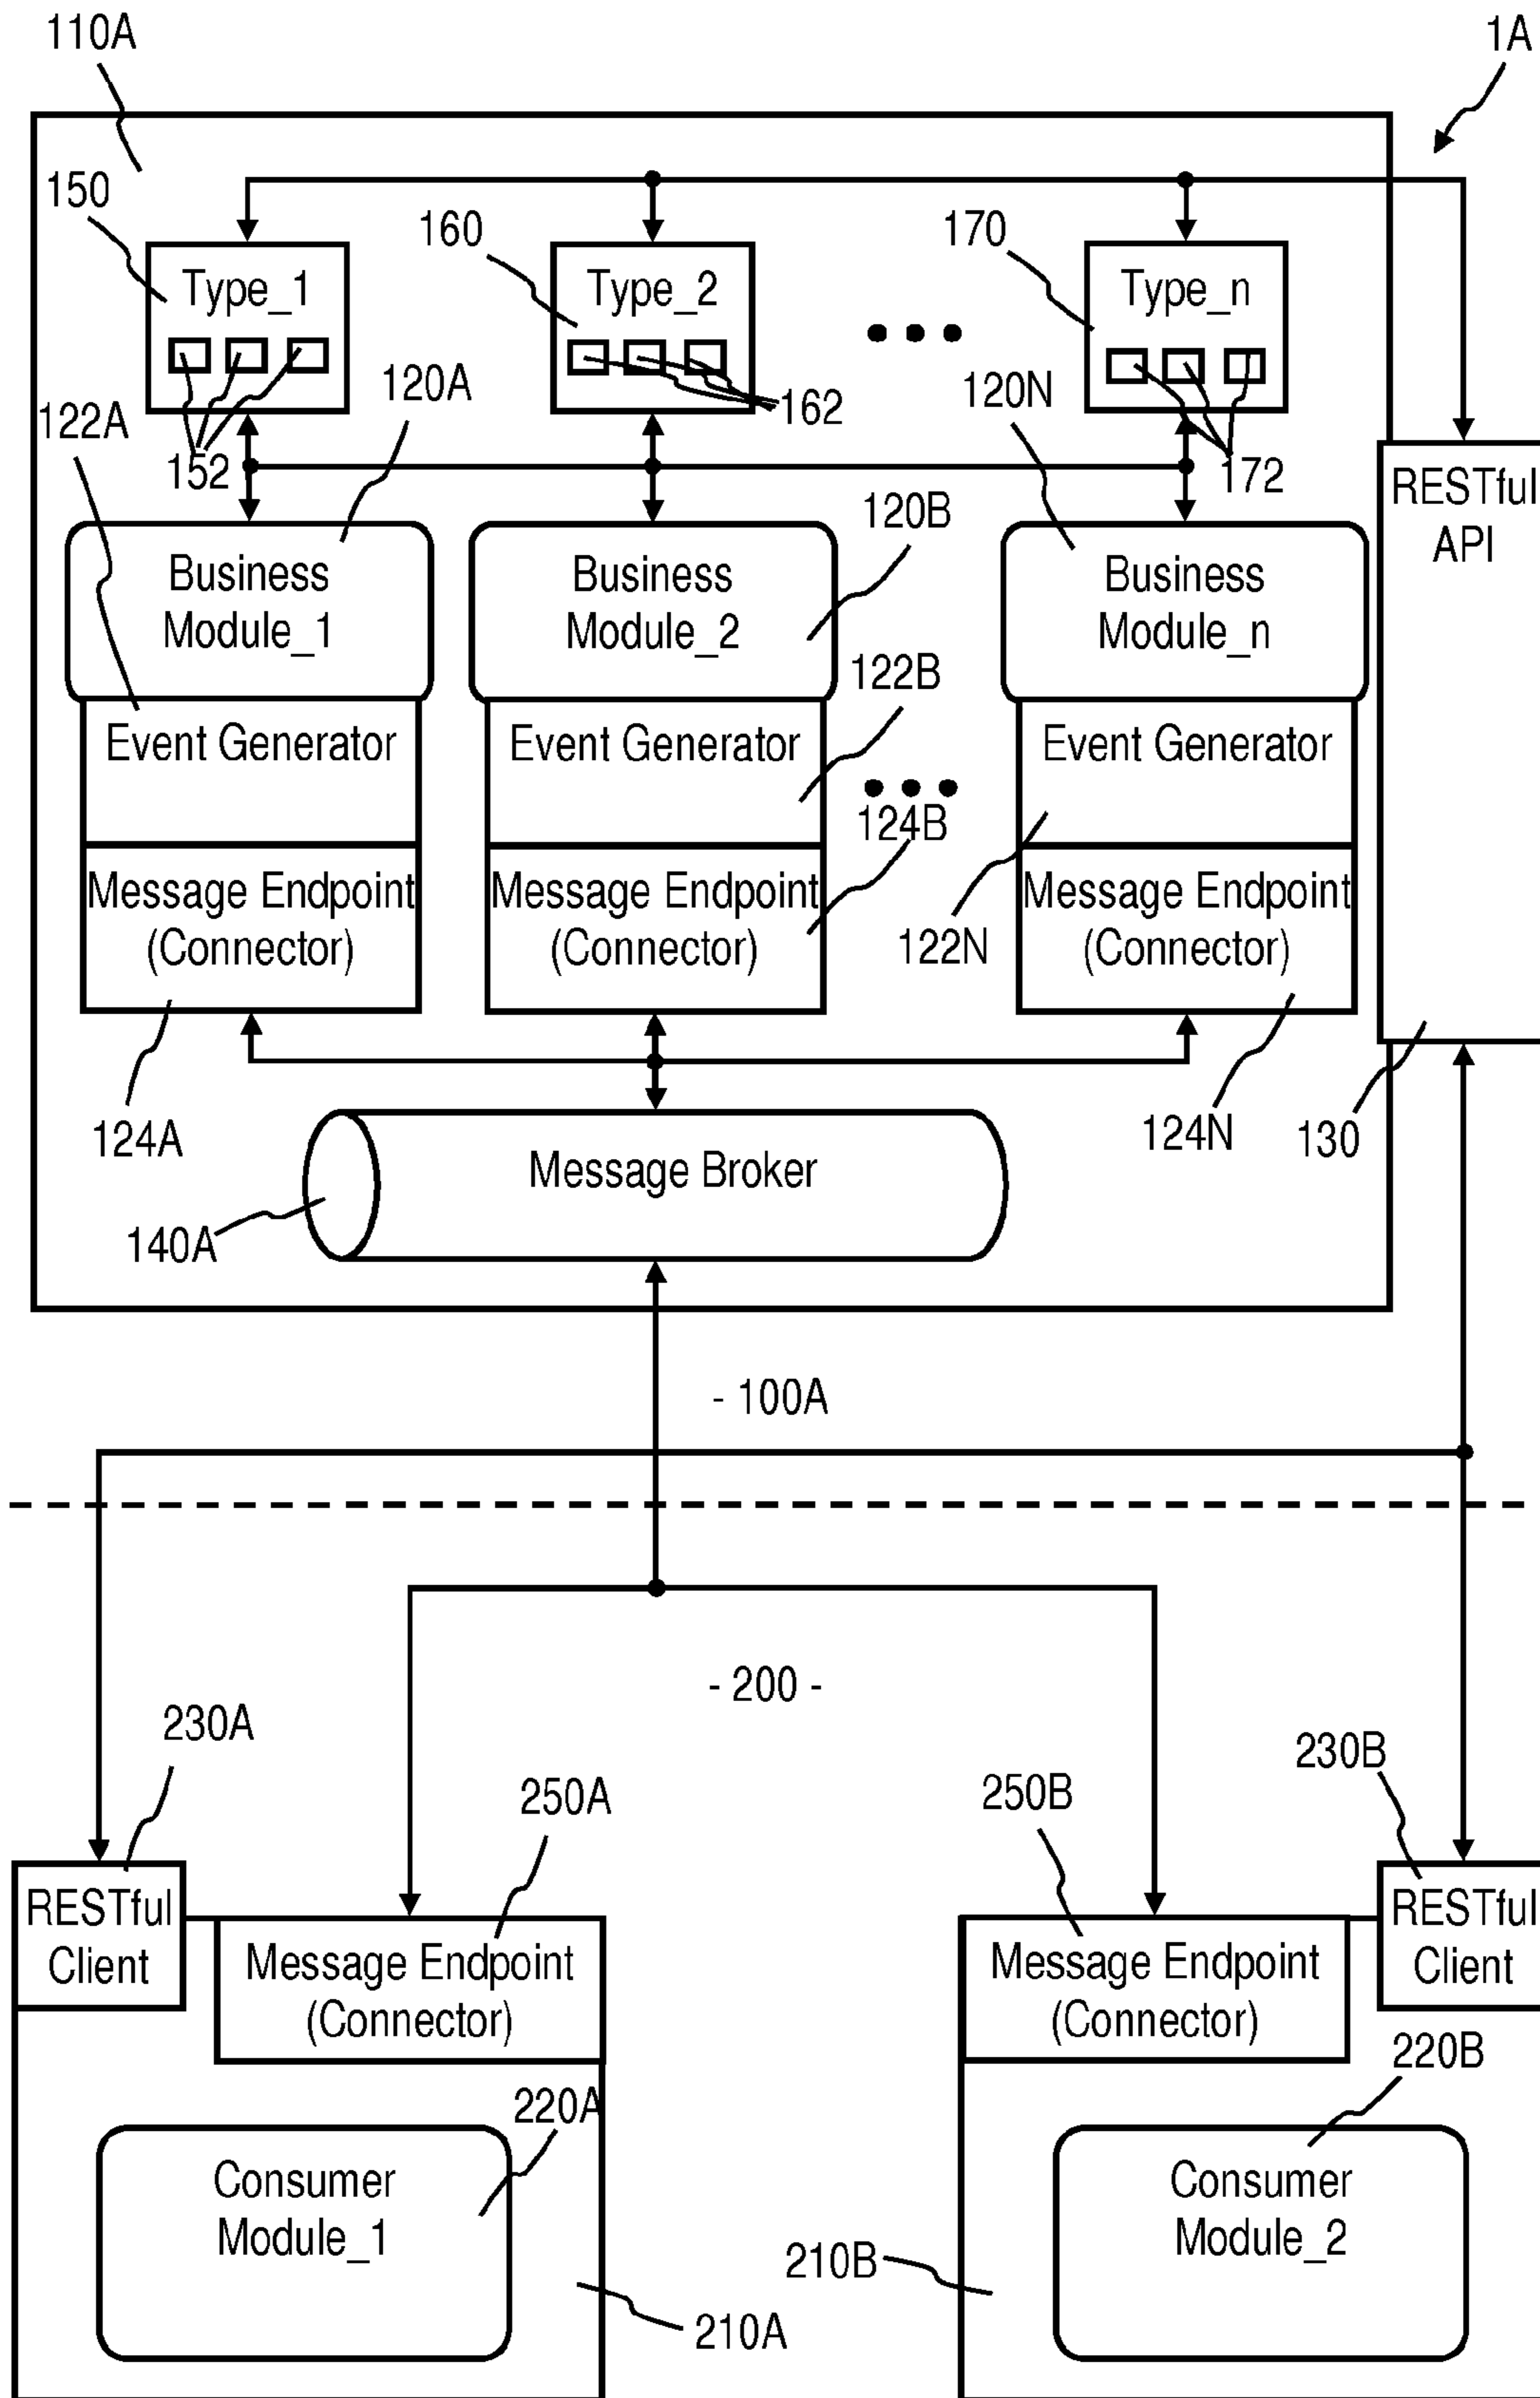 110A
1A
150
160
170
Type_1
Type_2
Type_n
120A
120N
122A
152
162
172
RESTful
API
120B
Business
Module_1
Business
Module_2
Business
Module_n
122B
Event Generator
Event Generator
Event Generator
124B
Message Endpoint
(Connector)
Message Endpoint
(Connector)
122N
Message Endpoint
(Connector)
124A
124N
130
Message Broker
140A
- 100A
- 200 -
230A
230B
250A
250B
RESTful
Client
Message Endpoint
(Connector)
Message Endpoint
(Connector)
RESTful
Client
220A
220B
Consumer
Module_1
Consumer
Module_2
210B
210A